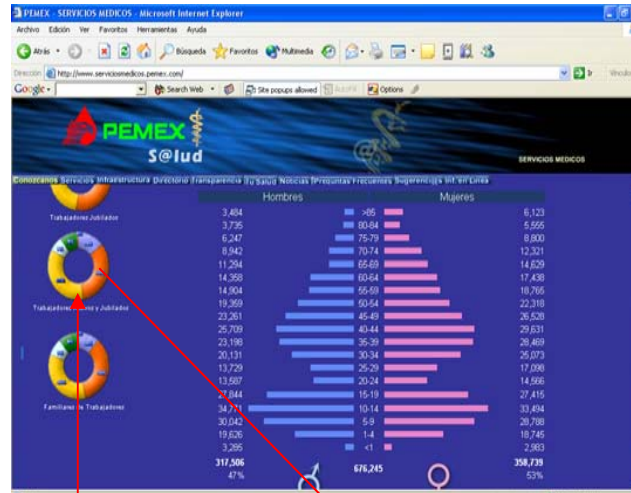 PEMEX - SERVICIOS MEDICOS - Microsoft Internet Explorer
Archivo Edición Ver Favoritos Herramientas Ayuda
Atrás Búsqueda Favoritos Multimedia
Dirección http://www.serviciosmedicos.pemex.com/ Ir Vínculos
Google Search Web Site popups allowed AutoFill Options
PEMEX
S@lud
SERVICIOS MEDICOS
Conozcanos Servicios Infraestructura Directorio Transparencia Tu Salud Noticias Preguntas Frecuentes Sugerencias Inf. en Linea
Hombres Mujeres
Trabajadores Jubilados
3,484 >85 6,123
3,735 80-84 5,555
6,247 75-79 8,800
8,942 70-74 12,321
11,294 65-69 14,629
14,358 60-64 17,438
14,904 55-59 18,765
Trabajadores y Jubilados
19,359 50-54 22,318
23,261 45-49 26,528
25,709 40-44 29,631
23,198 35-39 28,469
20,131 30-34 25,073
13,729 25-29 17,098
13,587 20-24 14,566
27,844 15-19 27,415
Familiares de Trabajadores
34,771 10-14 33,494
30,042 5-9 28,788
19,626 1-4 18,745
3,285 <1 2,983
317,506 676,245 358,739
47% 53%